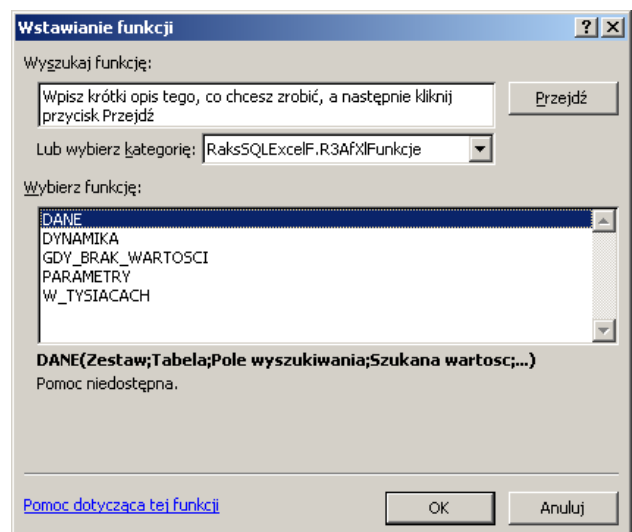 Wstawianie funkcji
Wyszukaj funkcję:
Wpisz krótki opis tego, co chcesz zrobić, a następnie kliknij
przycisk Przejdź
Przejdź
Lub wybierz kategorię: RaksSQLExcelF.R3AfXlFunkcje
Wybierz funkcję:
DANE
DYNAMIKA
GDY_BRAK_WARTOSCI
PARAMETRY
W_TYSIACACH
DANE(Zestaw;Tabela;Pole wyszukiwania;Szukana wartosc;...)
Pomoc niedostępna.
Pomoc dotycząca tej funkcji
OK
Anuluj